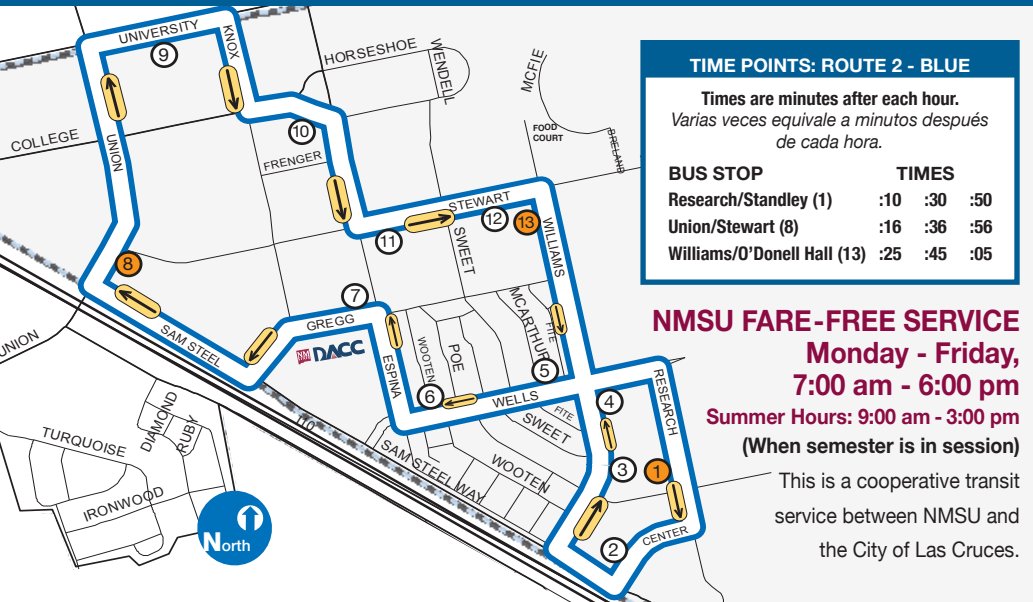 UNIVERSITY
KNOX
9
HORSESHOE
WENDELL
MCFIE
COLLEGE
UNION
10
FRENGER
FOOD
COURT
BRELAND
STEWART
12
13
11
SWEET
WILLIAMS
8
7
GREGG
SAM STEEL
UNION
NM DACC
ESPINA
WOOTEN
POE
MCARTHUR
FITE
5
6
WELLS
4
RESEARCH
FITE
SWEET
WOOTEN
SAM STEEL WAY
I10
3
1
2
CENTER
TURQUOISE
DIAMOND
RUBY
IRONWOOD
North
TIME POINTS: ROUTE 2 - BLUE
Times are minutes after each hour.
Varias veces equivale a minutos después
de cada hora.
BUS STOP TIMES
Research/Standley (1) :10 :30 :50
Union/Stewart (8) :16 :36 :56
Williams/O'Donell Hall (13) :25 :45 :05
NMSU FARE-FREE SERVICE
Monday - Friday,
7:00 am - 6:00 pm
Summer Hours: 9:00 am - 3:00 pm
(When semester is in session)
This is a cooperative transit
service between NMSU and
the City of Las Cruces.